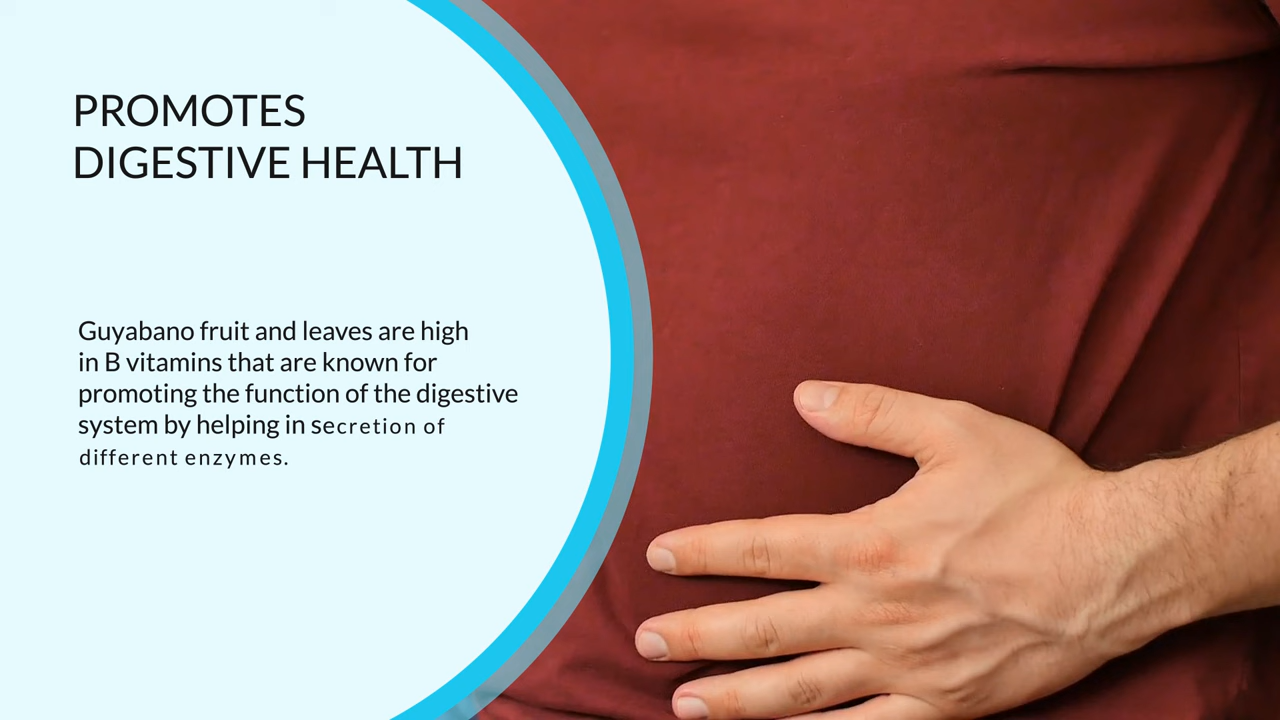 PROMOTES
DIGESTIVE HEALTH
Guyabano fruit and leaves are high
in B vitamins that are known for
promoting the function of the digestive
system by helping in secretion of
different enzymes.